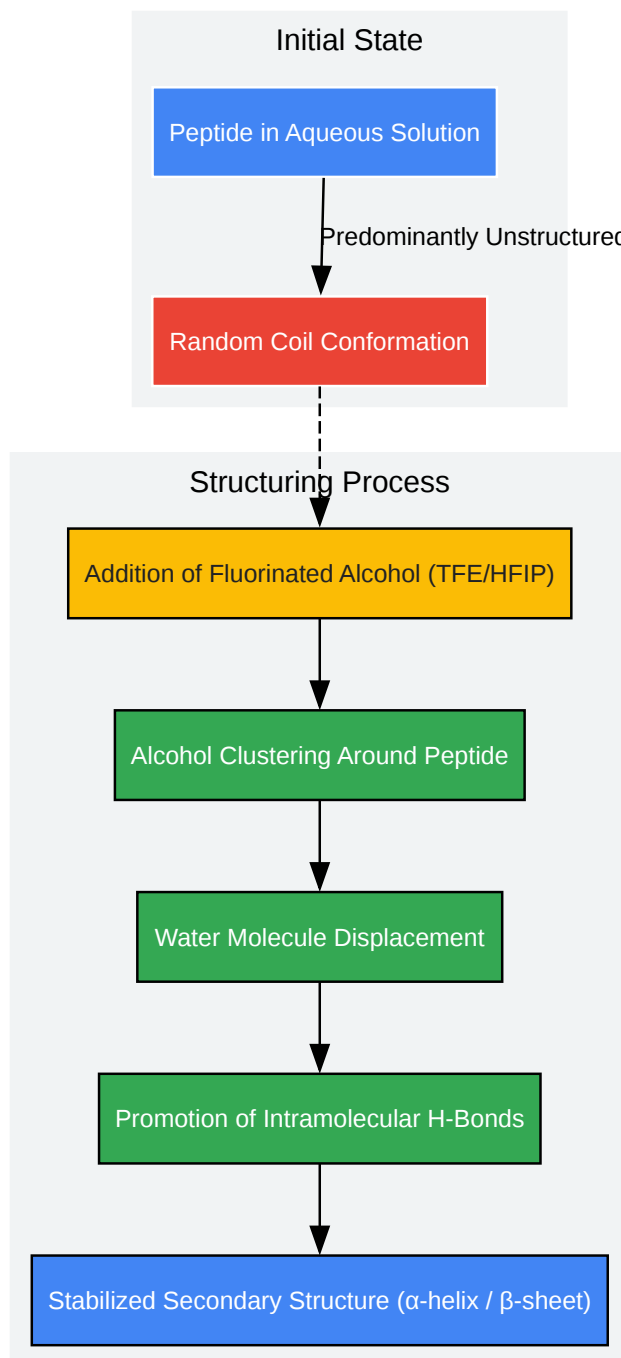 Initial State
Peptide in Aqueous Solution
Predominantly Unstructured
Random Coil Conformation
Structuring Process
Addition of Fluorinated Alcohol (TFE/HFIP)
Alcohol Clustering Around Peptide
Water Molecule Displacement
Promotion of Intramolecular H-Bonds
Stabilized Secondary Structure (α-helix / β-sheet)